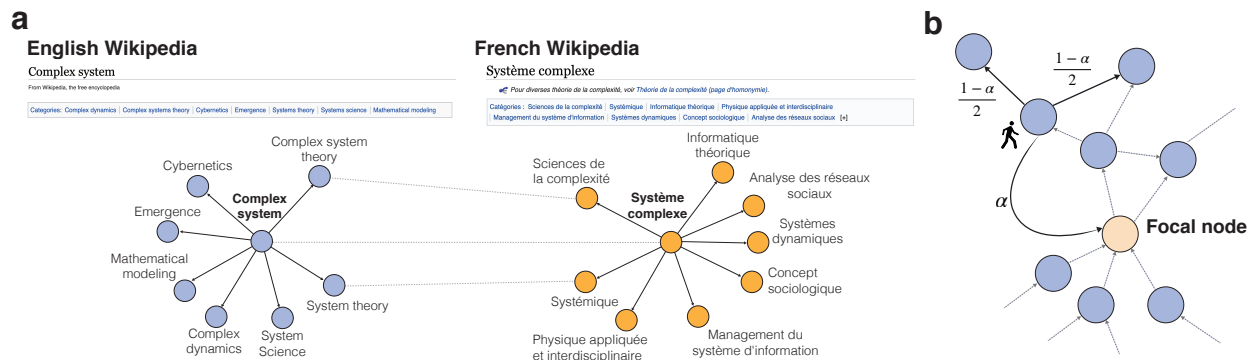 a
English Wikipedia
Complex system
From Wikipedia, the free encyclopedia
Categories: Complex dynamics | Complex systems theory | Cybernetics | Emergence | Systems theory | Systems science | Mathematical modeling
French Wikipedia
Système complexe
Pour diverses théorie de la complexité, voir Théorie de la complexité (page d'homonymie).
Catégories : Sciences de la complexité | Systémique | Informatique théorique | Physique appliquée et interdisciplinaire
Management du système d'information | Systèmes dynamiques | Concept sociologique | Analyse des réseaux sociaux [+]
Complex system
theory
Cybernetics
Complex
system
Emergence
Mathematical
modeling
System theory
Complex
dynamics
System
Science
Informatique
théorique
Sciences de
la complexité
Système
complexe
Analyse des réseaux
sociaux
Systèmes
dynamiques
Concept
sociologique
Systémique
Physique appliquée
et interdisciplinaire
Management du
système d'information
b
1 − α
2
1 − α
2
α
Focal node